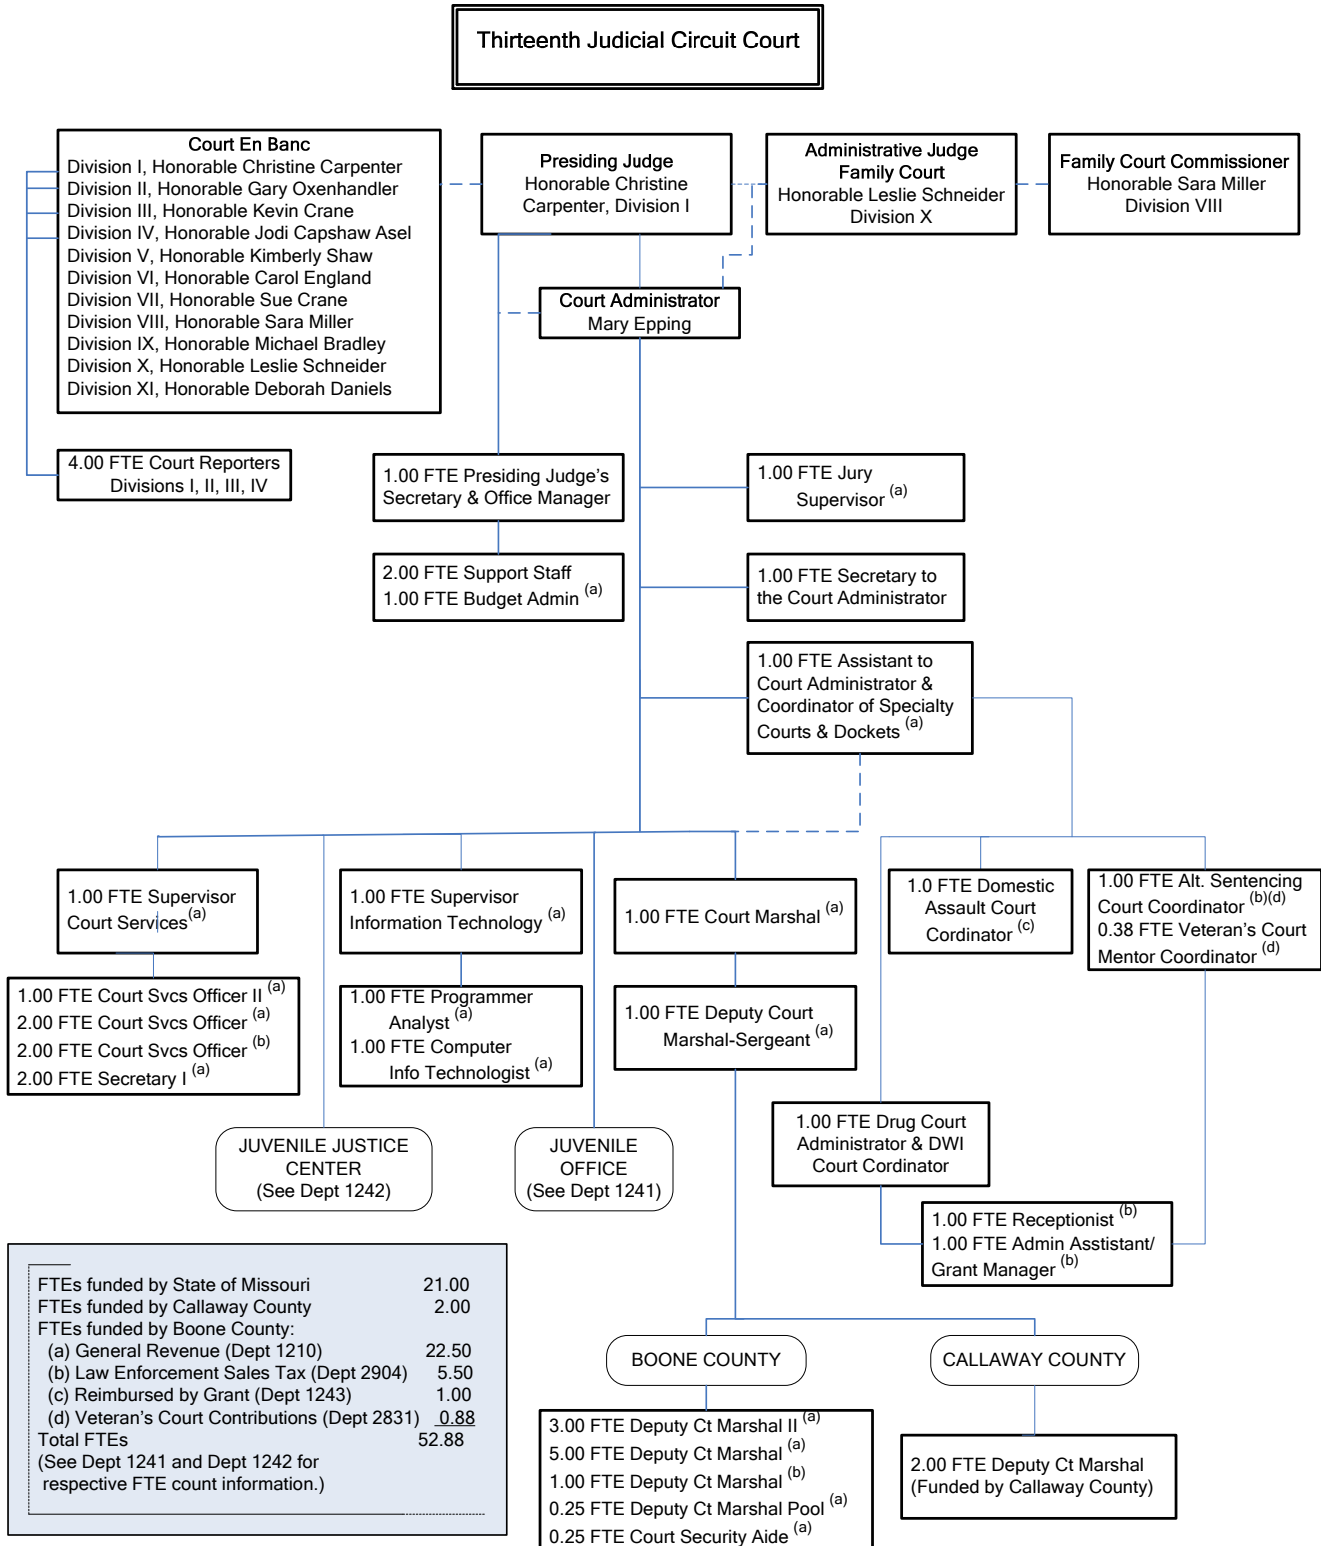 Thirteenth Judicial Circuit Court
Court En Banc
Division I, Honorable Christine Carpenter
Division II, Honorable Gary Oxenhandler
Division III, Honorable Kevin Crane
Division IV, Honorable Jodi Capshaw Asel
Division V, Honorable Kimberly Shaw
Division VI, Honorable Carol England
Division VII, Honorable Sue Crane
Division VIII, Honorable Sara Miller
Division IX, Honorable Michael Bradley
Division X, Honorable Leslie Schneider
Division XI, Honorable Deborah Daniels
Presiding Judge
Honorable Christine
Carpenter, Division I
Administrative Judge
Family Court
Honorable Leslie Schneider
Division X
Family Court Commissioner
Honorable Sara Miller
Division VIII
Court Administrator
Mary Epping
4.00 FTE Court Reporters
Divisions I, II, III, IV
1.00 FTE Presiding Judge's
Secretary & Office Manager
1.00 FTE Jury
Supervisor (a)
2.00 FTE Support Staff
1.00 FTE Budget Admin (a)
1.00 FTE Secretary to
the Court Administrator
1.00 FTE Assistant to
Court Administrator &
Coordinator of Specialty
Courts & Dockets (a)
1.00 FTE Supervisor
Court Services(a)
1.00 FTE Supervisor
Information Technology (a)
1.00 FTE Court Marshal (a)
1.0 FTE Domestic
Assault Court
Cordinator (c)
1.00 FTE Alt. Sentencing
Court Coordinator (b)(d)
0.38 FTE Veteran's Court
Mentor Coordinator (d)
1.00 FTE Court Svcs Officer II (a)
2.00 FTE Court Svcs Officer (a)
2.00 FTE Court Svcs Officer (b)
2.00 FTE Secretary I (a)
1.00 FTE Programmer
Analyst (a)
1.00 FTE Computer
Info Technologist (a)
1.00 FTE Deputy Court
Marshal-Sergeant (a)
JUVENILE JUSTICE
CENTER
(See Dept 1242)
JUVENILE
OFFICE
(See Dept 1241)
1.00 FTE Drug Court
Administrator & DWI
Court Cordinator
1.00 FTE Receptionist (b)
1.00 FTE Admin Asstistant/
Grant Manager (b)
FTEs funded by State of Missouri 21.00
FTEs funded by Callaway County 2.00
FTEs funded by Boone County:
(a) General Revenue (Dept 1210) 22.50
(b) Law Enforcement Sales Tax (Dept 2904) 5.50
(c) Reimbursed by Grant (Dept 1243) 1.00
(d) Veteran's Court Contributions (Dept 2831) 0.88
Total FTEs 52.88
(See Dept 1241 and Dept 1242 for
respective FTE count information.)
BOONE COUNTY
CALLAWAY COUNTY
3.00 FTE Deputy Ct Marshal II (a)
5.00 FTE Deputy Ct Marshal (a)
1.00 FTE Deputy Ct Marshal (b)
0.25 FTE Deputy Ct Marshal Pool (a)
0.25 FTE Court Security Aide (a)
2.00 FTE Deputy Ct Marshal
(Funded by Callaway County)